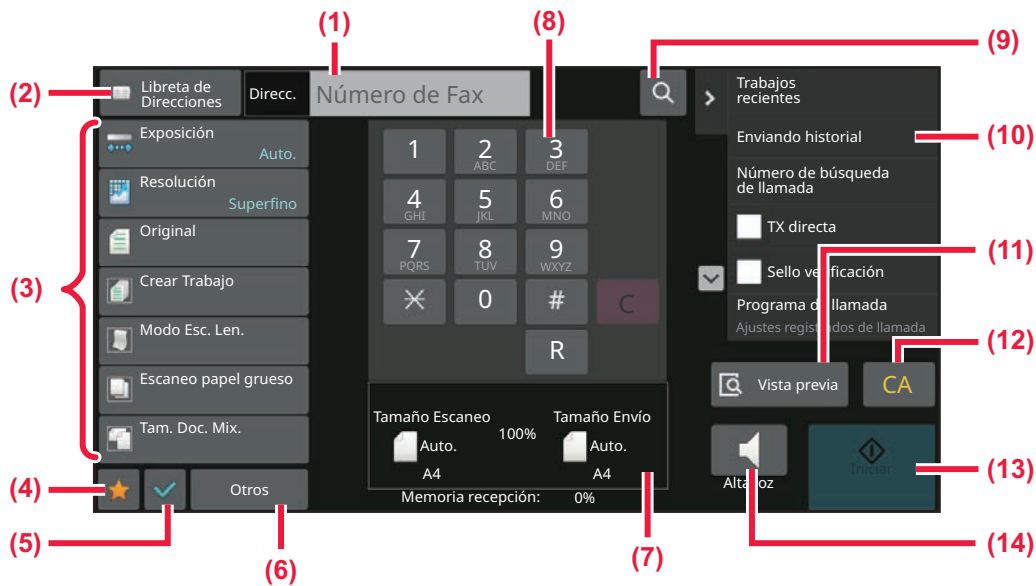 (1)
(8)
(9)
(2)
Libreta de
Direcciones
Direcc.
Número de Fax
(3)
Exposición
Auto.
Resolución
Superfino
Original
Crear Trabajo
Modo Esc. Len.
Escaneo papel grueso
Tam. Doc. Mix.
(4)
(5)
Otros
(6)
1
2
ABC
3
DEF
4
GHI
5
JKL
6
MNO
7
PQRS
8
TUV
9
WXYZ
0
#
C
R
Tamaño Escaneo
Auto.
A4
100%
Tamaño Envío
Auto.
A4
Memoria recepción: 0%
(7)
Trabajos
recientes
Enviando historial
(10)
Número de búsqueda
de llamada
TX directa
(11)
Sello verificación
Programa de llamada
Ajustes registrados de llamada
(12)
Vista previa
CA
Altavoz
Iniciar
(13)
(14)